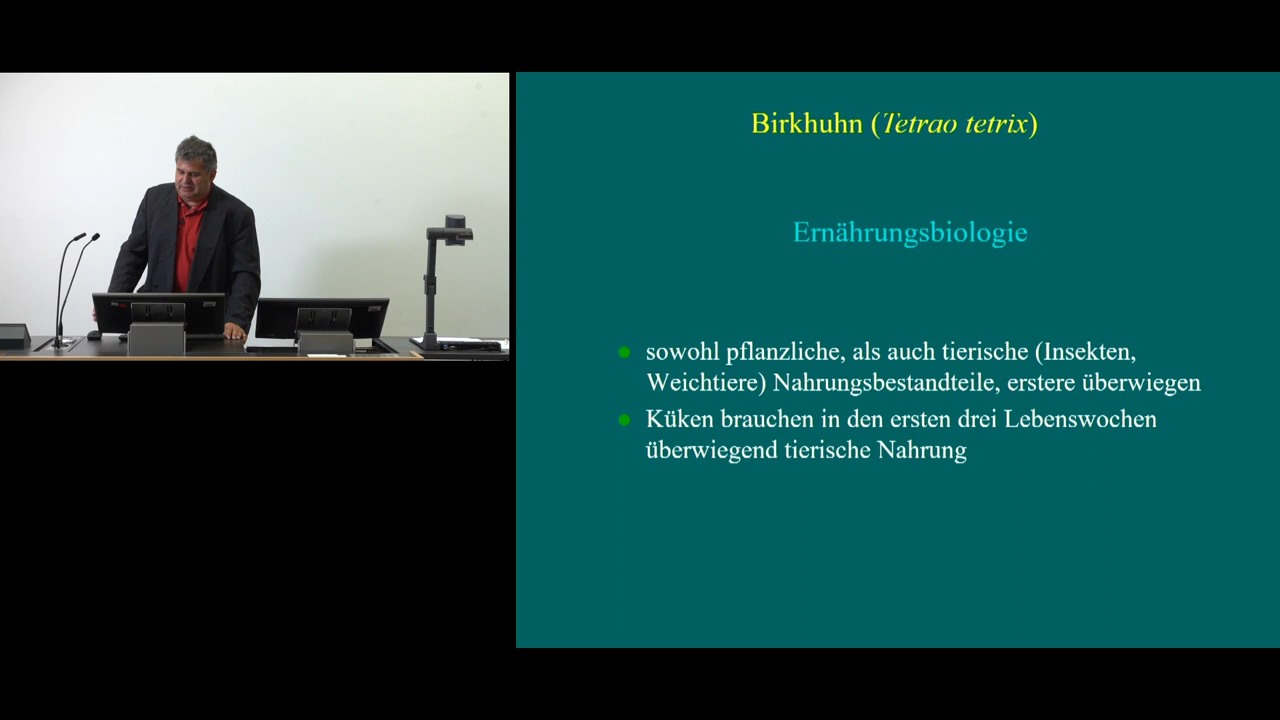 Birkhuhn (Tetrao tetrix)
Ernährungsbiologie
sowohl pflanzliche, als auch tierische (Insekten,
Weichtiere) Nahrungsbestandteile, erstere überwiegen
Küken brauchen in den ersten drei Lebenswochen
überwiegend tierische Nahrung